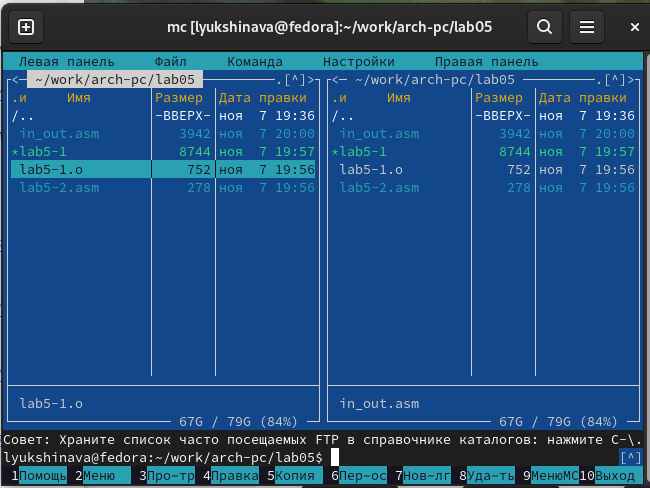 mc [lyukshinava@fedora]:~/work/arch-pc/lab05
Левая панель Файл Команда Настройки Правая панель
<─ ~/work/arch-pc/lab05 .[^]> <─ ~/work/arch-pc/lab05 .[^]>
.и Имя Размер Дата правки .и Имя Размер Дата правки
/.. -ВВЕРХ- ноя 7 19:36 /.. -ВВЕРХ- ноя 7 19:36
in_out.asm 3942 ноя 7 20:00 in_out.asm 3942 ноя 7 20:00
*lab5-1 8744 ноя 7 19:57 *lab5-1 8744 ноя 7 19:57
lab5-1.o 752 ноя 7 19:56 lab5-1.o 752 ноя 7 19:56
lab5-2.asm 278 ноя 7 19:56 lab5-2.asm 278 ноя 7 19:56
lab5-1.o in_out.asm
67G / 79G (84%) 67G / 79G (84%)
Совет: Храните список часто посещаемых FTP в справочнике каталогов: нажмите C-\.
lyukshinava@fedora:~/work/arch-pc/lab05$ [^]
1Помощь 2Меню 3Про~тр 4Правка 5Копия 6Пер~ос 7Нов~лг 8Уда~ть 9МенюMC 10Выход